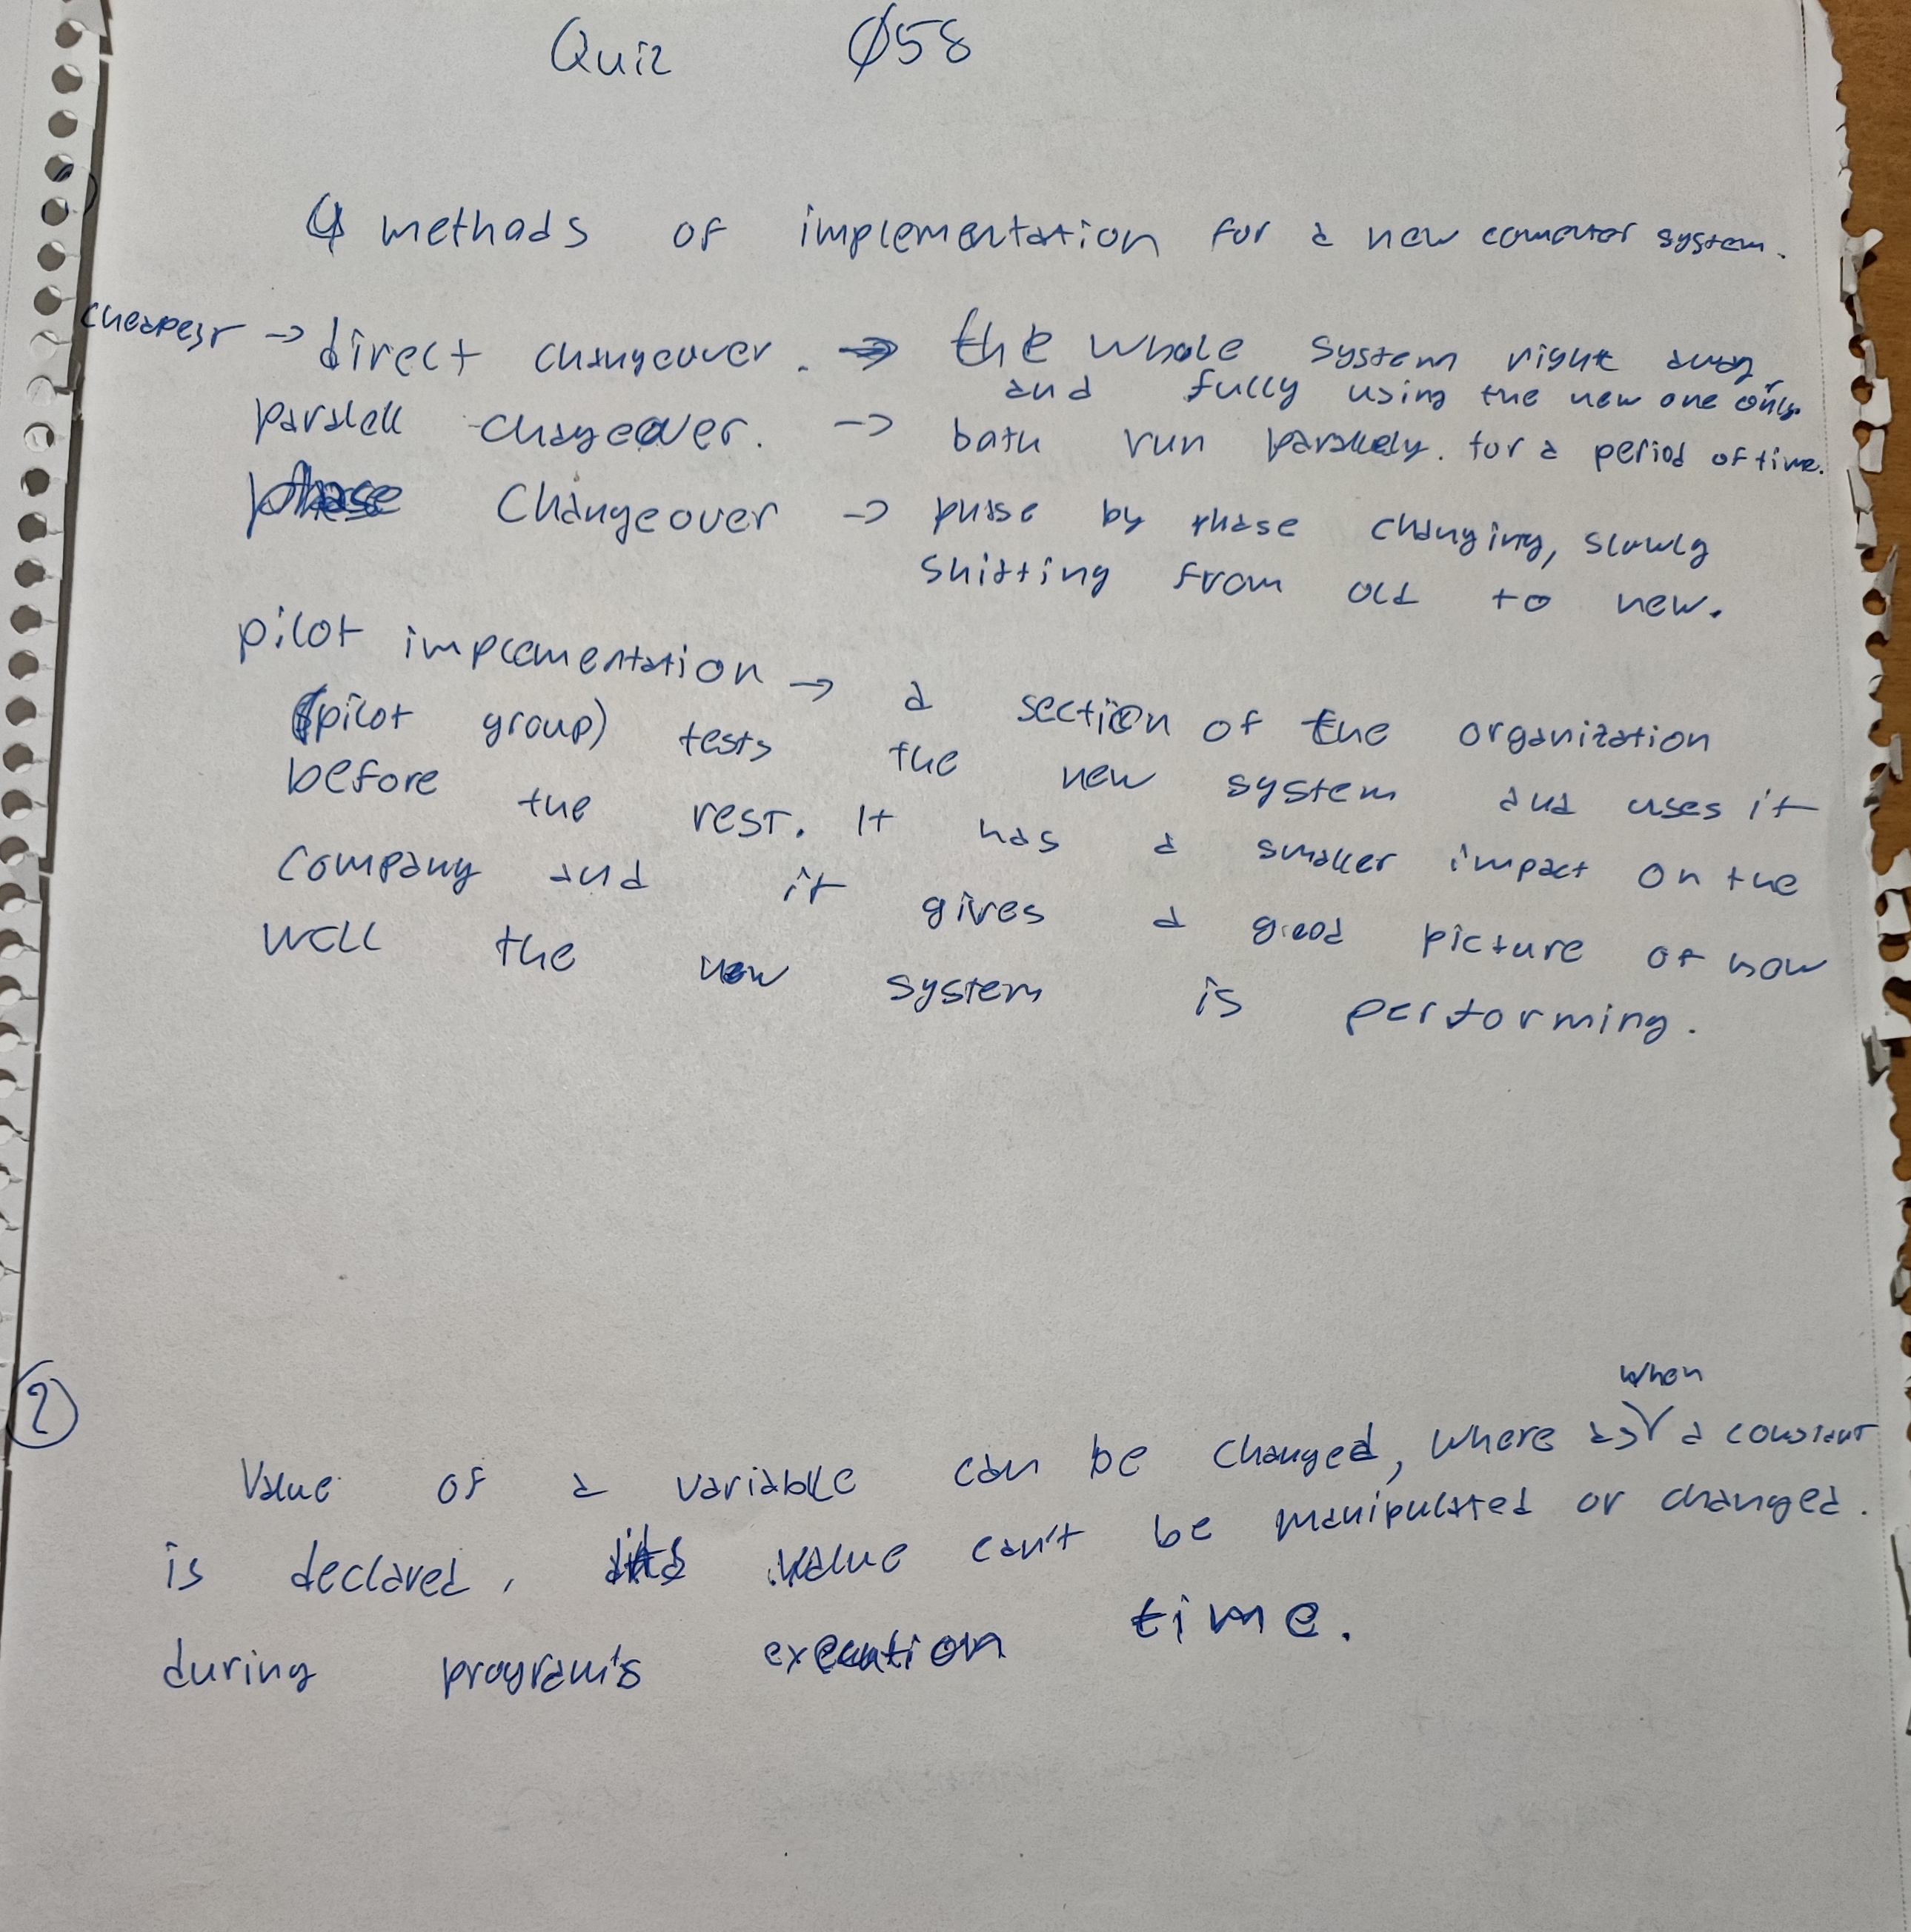 Quiz Ø58
4 methods of implementation for a new computer system.
cheapest -> direct changeover. -> the whole system right away
and fully using the new one only.
parallell changeover. -> both run parallely. for a period of time.
phase Changeover -> phase by phase changing, slowly
shifting from old to new.
pilot implementation -> a section of the organization
(pilot group) tests the new system and uses it
before the rest. It has a smaller impact on the
company and it gives a good picture of how
well the new system is performing.
2
when
Value of a variable can be changed, where as a constant
is declared, its value can't be manipulated or changed.
during program's execution time.